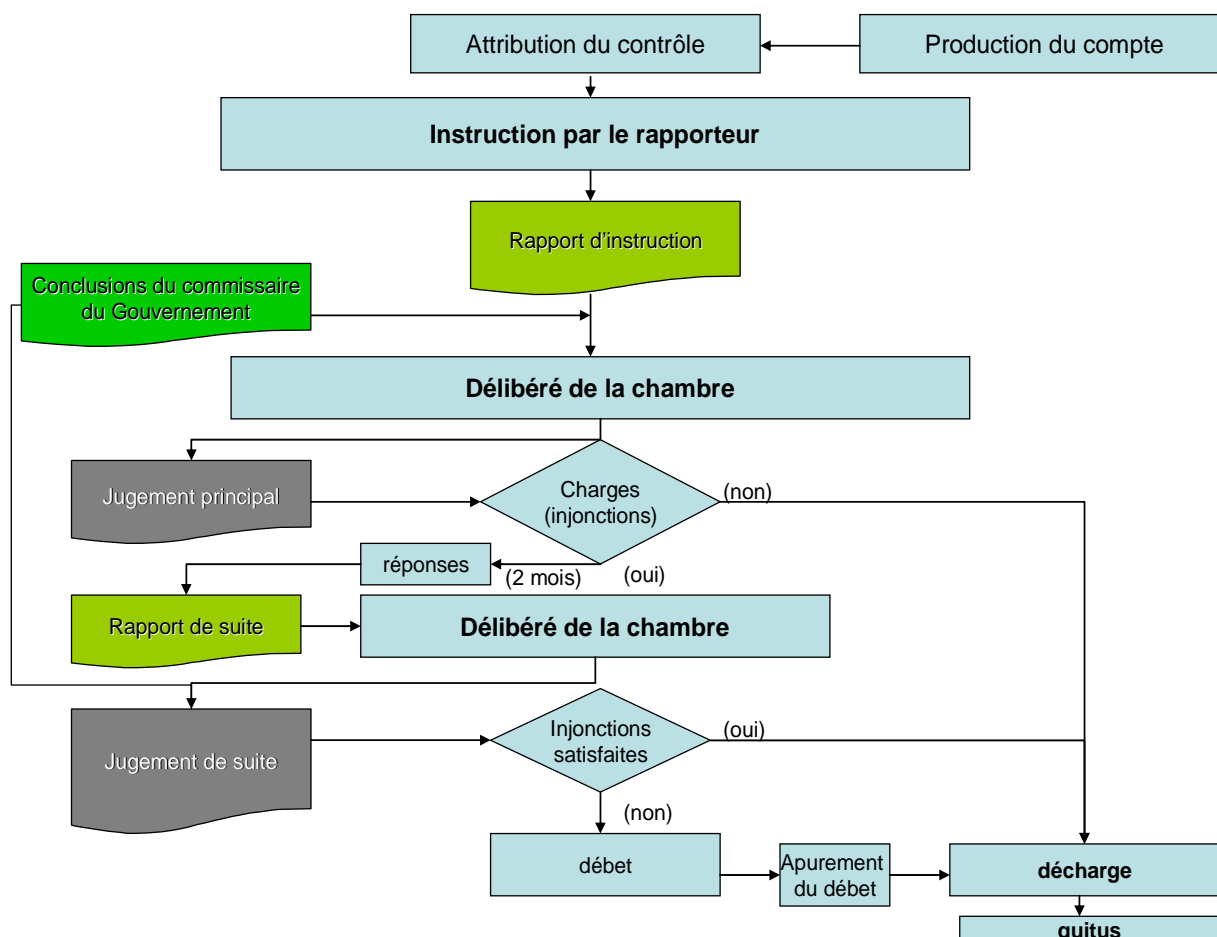 Attribution du contrôle
Production du compte
Instruction par le rapporteur
Rapport d'instruction
Conclusions du commissaire
du Gouvernement
Délibéré de la chambre
Jugement principal
Charges
(injonctions)
(non)
réponses
(2 mois)
(oui)
Rapport de suite
Délibéré de la chambre
Jugement de suite
Injonctions
satisfaites
(oui)
(non)
débet
Apurement
du débet
décharge
quitus